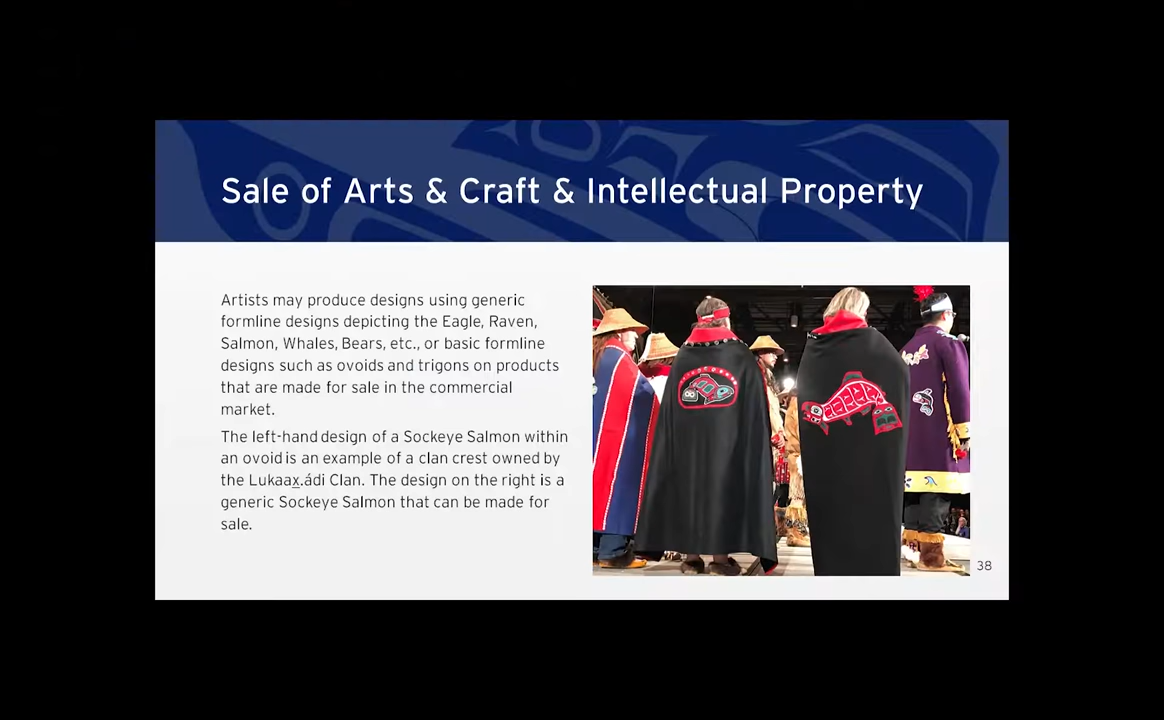 Sale of Arts & Craft & Intellectual Property
Artists may produce designs using generic
formline designs depicting the Eagle, Raven,
Salmon, Whales, Bears, etc., or basic formline
designs such as ovoids and trigons on products
that are made for sale in the commercial
market.
The left-hand design of a Sockeye Salmon within
an ovoid is an example of a clan crest owned by
the Lukaax̲.ádi Clan. The design on the right is a
generic Sockeye Salmon that can be made for
sale.
38